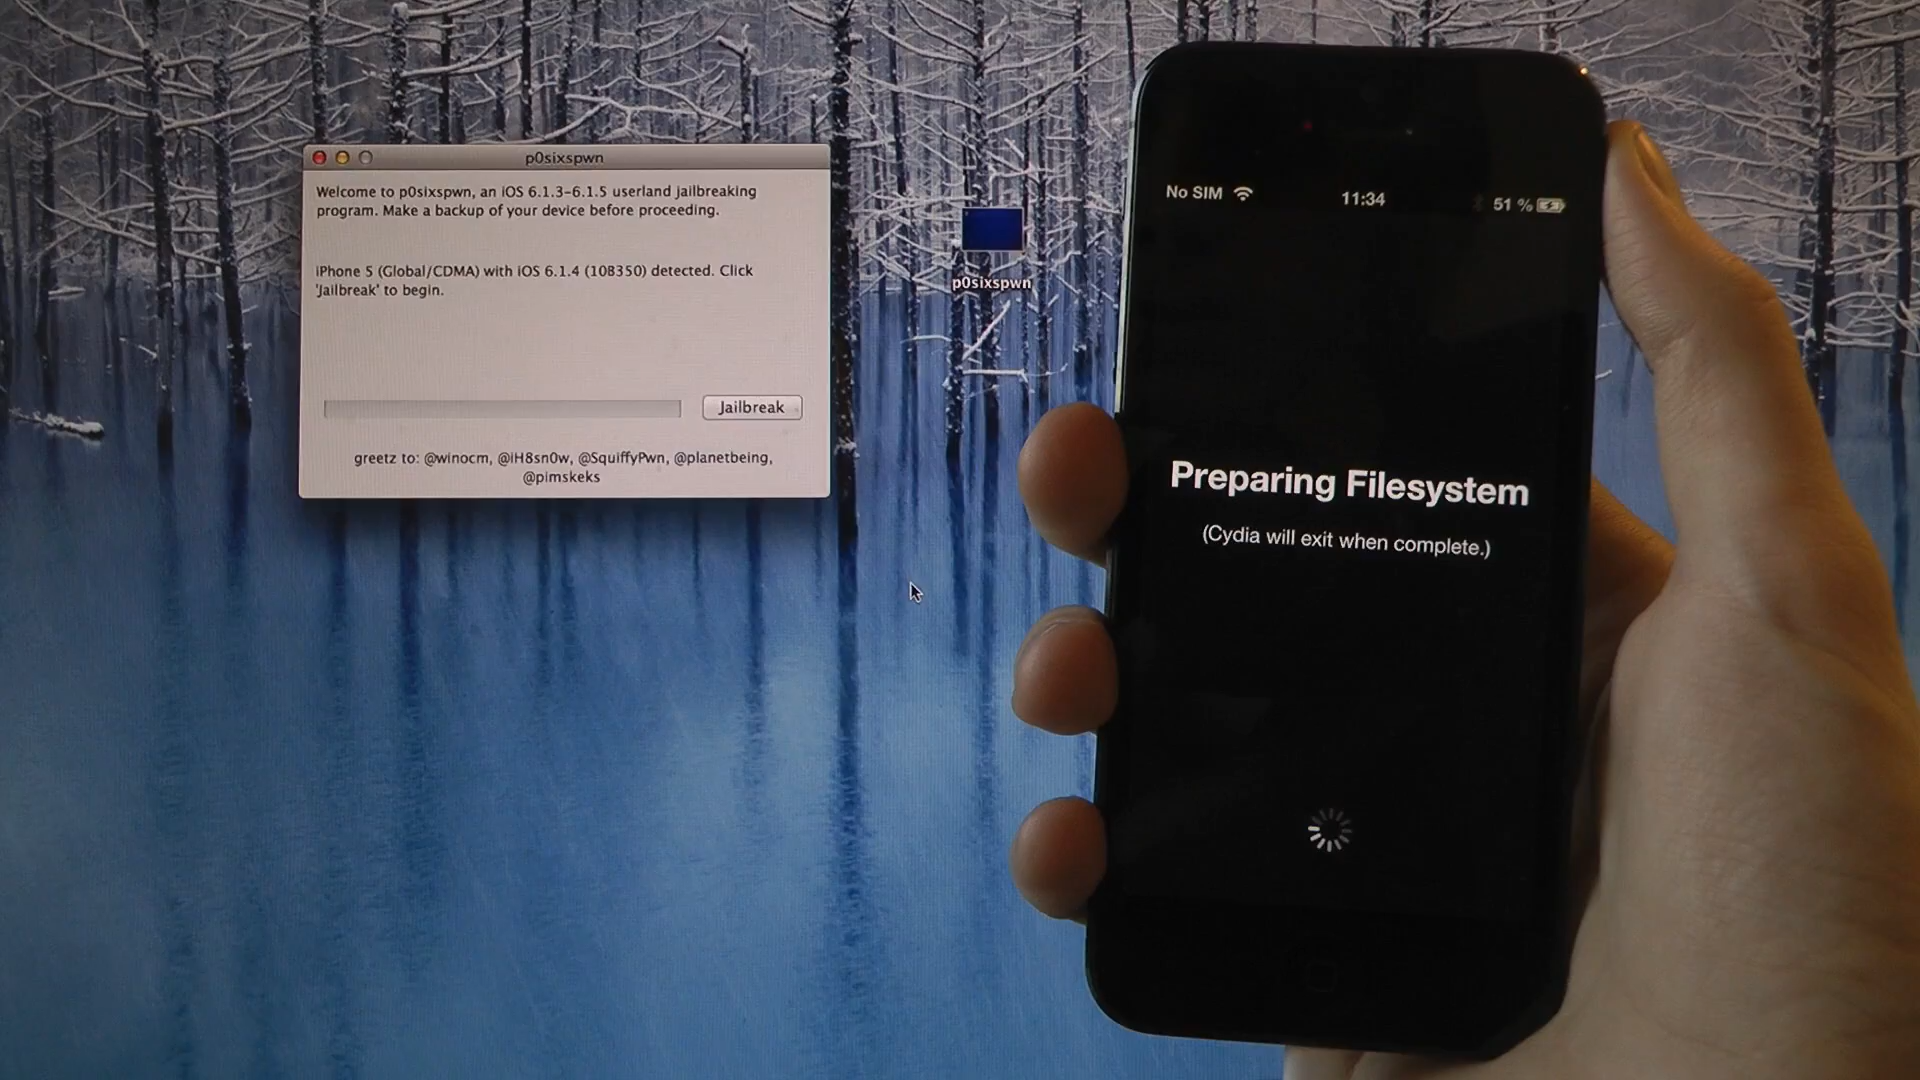 p0sixspwn
Welcome to p0sixspwn, an iOS 6.1.3-6.1.5 userland jailbreaking
program. Make a backup of your device before proceeding.
iPhone 5 (Global/CDMA) with iOS 6.1.4 (10B350) detected. Click
'Jailbreak' to begin.
Jailbreak
greetz to: @winocm, @iH8sn0w, @SquiffyPwn, @planetbeing,
@pimskeks
p0sixspwn
No SIM 11:34 51 %
Preparing Filesystem
(Cydia will exit when complete.)